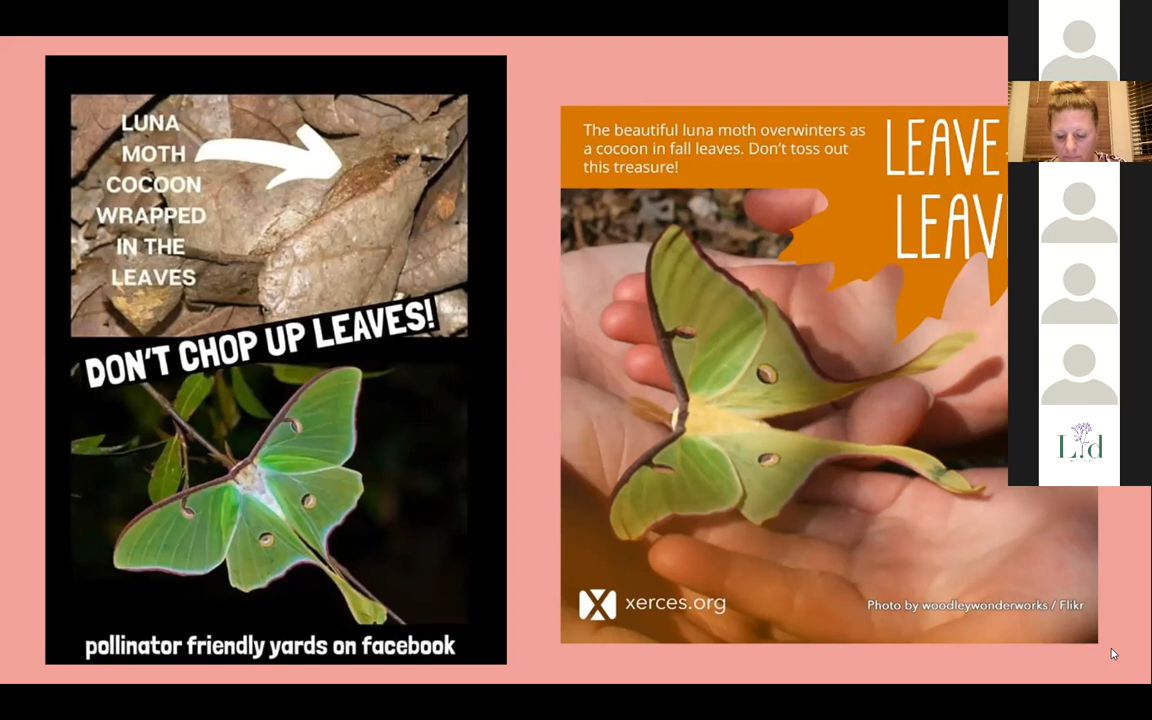 LUNA
MOTH
COCOON
WRAPPED
IN THE
LEAVES
DON'T CHOP UP LEAVES!
pollinator friendly yards on facebook
The beautiful luna moth overwinters as
a cocoon in fall leaves. Don't toss out
this treasure!
LEAVE
LEAV
xerces.org
Photo by woodleywonderworks / Flikr